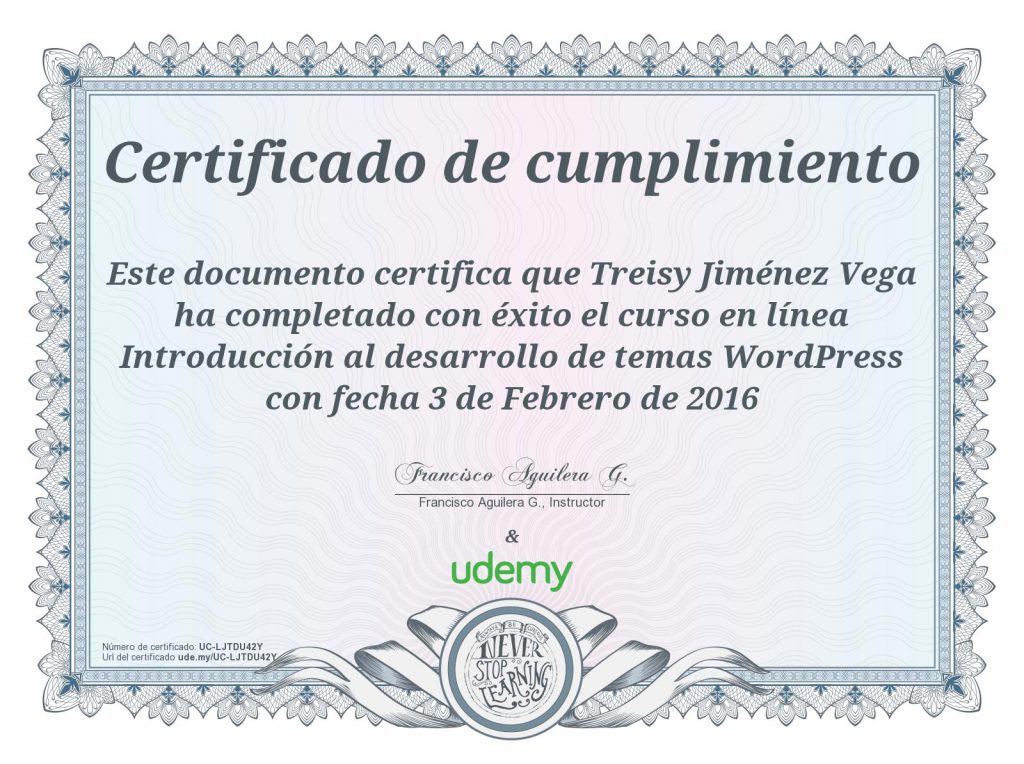 Certificado de cumplimiento
Este documento certifica que Treisy Jiménez Vega
ha completado con éxito el curso en línea
Introducción al desarrollo de temas WordPress
con fecha 3 de Febrero de 2016
Francisco Aguilera G.
Francisco Aguilera G., Instructor
&
udemy
Número de certificado: UC-LJTDU42Y
Url del certificado ude.my/UC-LJTDU42Y
NEVER
STOP
LEARNING